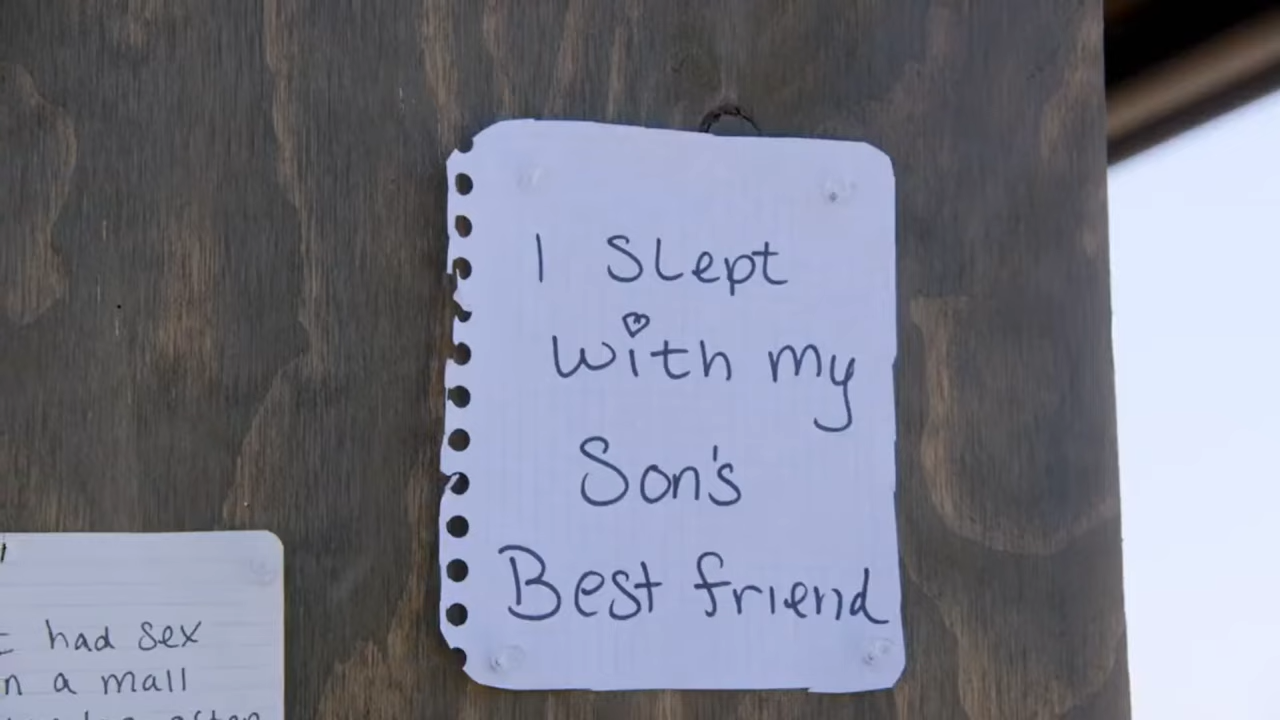 I Slept
with my
Son's
Best friend
had sex
a mall